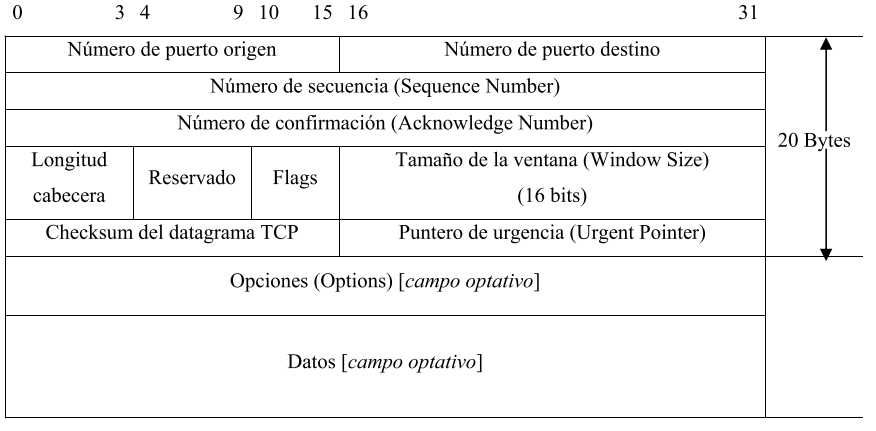 0 3 4 9 10 15 16 31
Número de puerto origen Número de puerto destino
Número de secuencia (Sequence Number)
Número de confirmación (Acknowledge Number)
20 Bytes
Longitud
cabecera
Reservado
Flags
Tamaño de la ventana (Window Size)
(16 bits)
Checksum del datagrama TCP Puntero de urgencia (Urgent Pointer)
Opciones (Options) [campo optativo]
Datos [campo optativo]